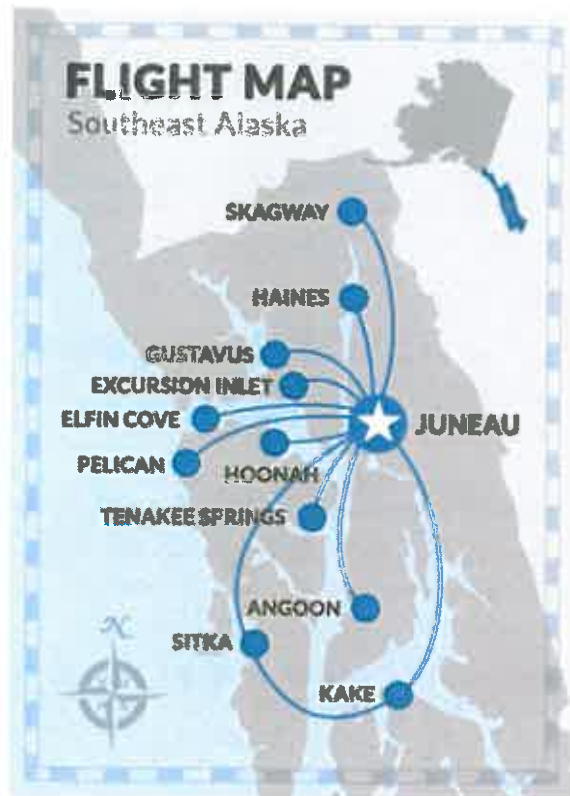 FLIGHT MAP
Southeast Alaska
SKAGWAY
HAINES
GUSTAVUS
EXCURSION INLET
ELFIN COVE
JUNEAU
PELICAN
HOONAH
TENAKEE SPRINGS
ANGOON
SITKA
KAKE
N